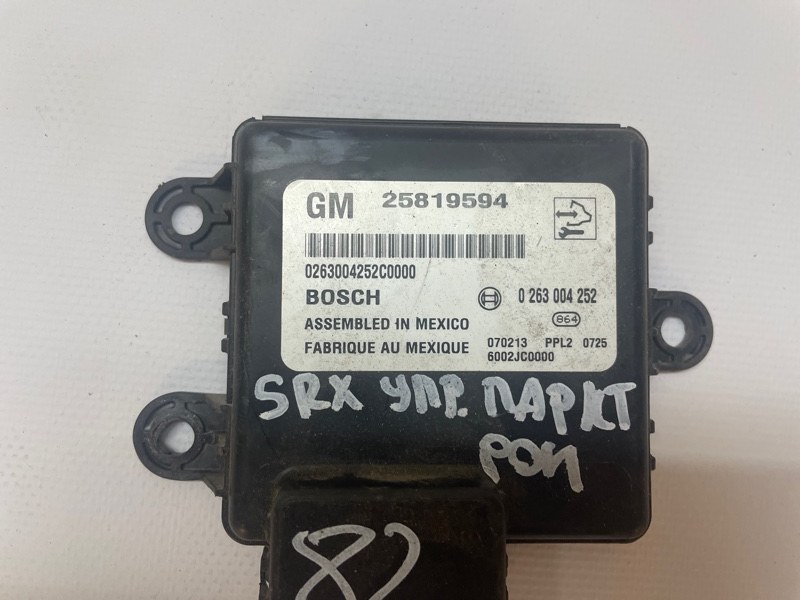 GM 25819594
0263004252C0000
BOSCH 0 263 004 252
ASSEMBLED IN MEXICO 864
FABRIQUE AU MEXIQUE 070213 PPL2 0725
6002JC0000
SRX УПР. ПАРКТ
РОН
82